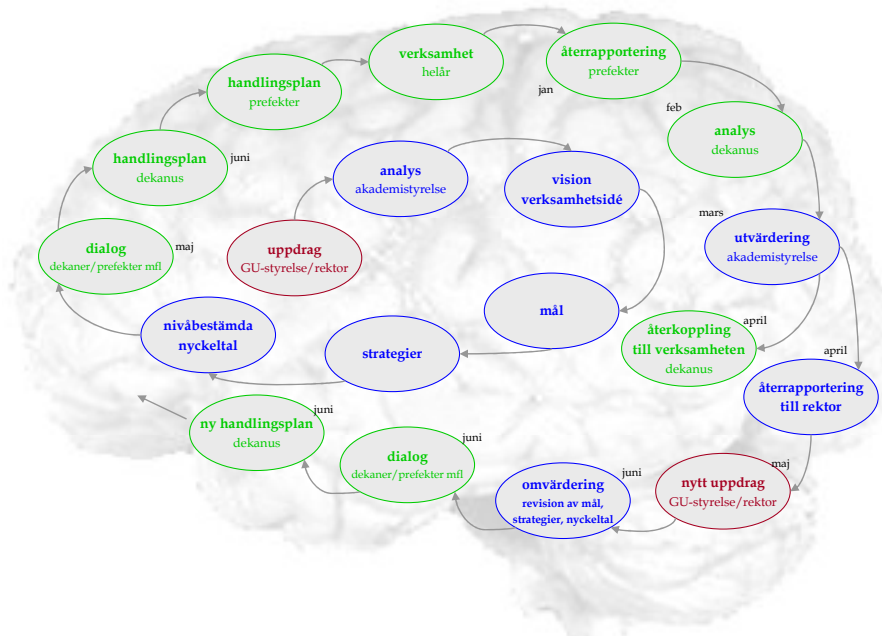 verksamhet
helår
återrapportering
prefekter
jan
handlingsplan
prefekter
feb
analys
dekanus
handlingsplan
dekanus
juni
analys
akademistyrelse
vision
verksamhetsidé
mars
utvärdering
akademistyrelse
dialog
dekaner/prefekter mfl
maj
uppdrag
GU-styrelse/rektor
mål
nivåbestämda
nyckeltal
strategier
april
återkoppling
till verksamheten
dekanus
april
återrapportering
till rektor
juni
ny handlingsplan
dekanus
juni
dialog
dekaner/prefekter mfl
juni
omvärdering
revision av mål,
strategier, nyckeltal
maj
nytt uppdrag
GU-styrelse/rektor